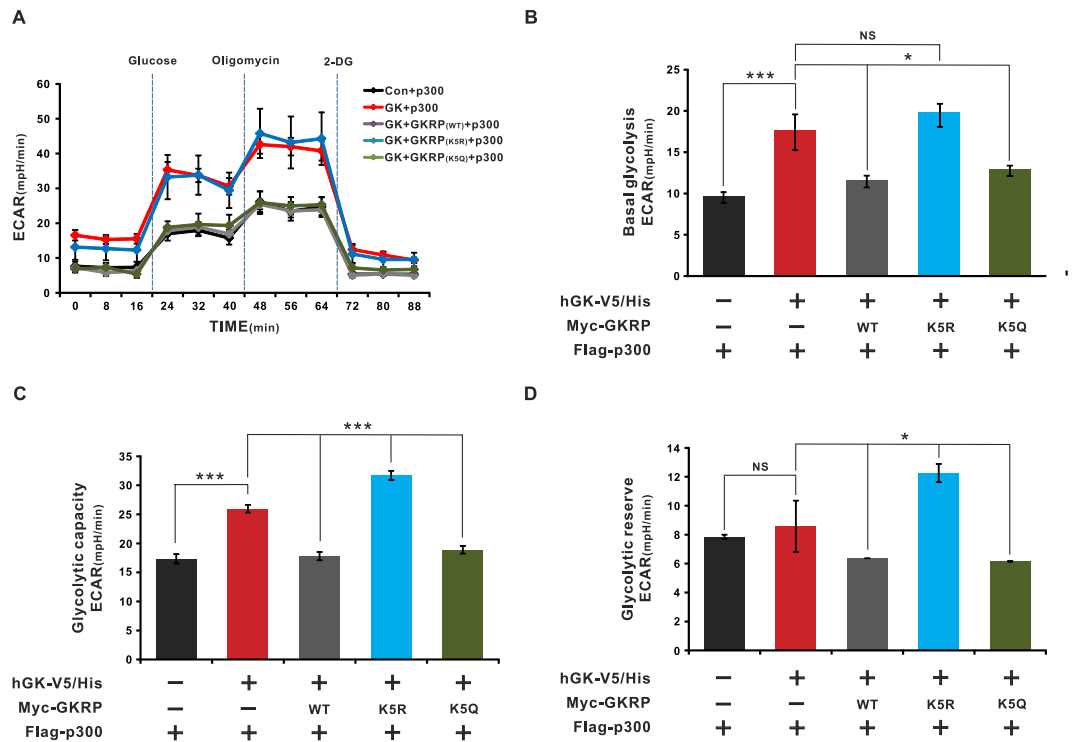 A
Glucose Oligomycin 2-DG
ECAR(mpH/min)
60
50
40
30
20
10
0
0 8 16 24 32 40 48 56 64 72 80 88
TIME(min)
Con+p300
GK+p300
GK+GKRP(WT)+p300
GK+GKRP(K5R)+p300
GK+GKRP(K5Q)+p300
B
NS
*
***
Basal glycolysis
ECAR(mpH/min)
25
20
15
10
5
0
hGK-V5/His − + + + +
Myc-GKRP − − WT K5R K5Q
Flag-p300 + + + + +
C
***
***
Glycolytic capacity
ECAR(mpH/min)
35
30
25
20
15
10
5
0
hGK-V5/His − + + + +
Myc-GKRP − − WT K5R K5Q
Flag-p300 + + + + +
D
*
NS
Glycolytic reserve
ECAR(mpH/min)
14
12
10
8
6
4
2
0
hGK-V5/His − + + + +
Myc-GKRP − − WT K5R K5Q
Flag-p300 + + + + +